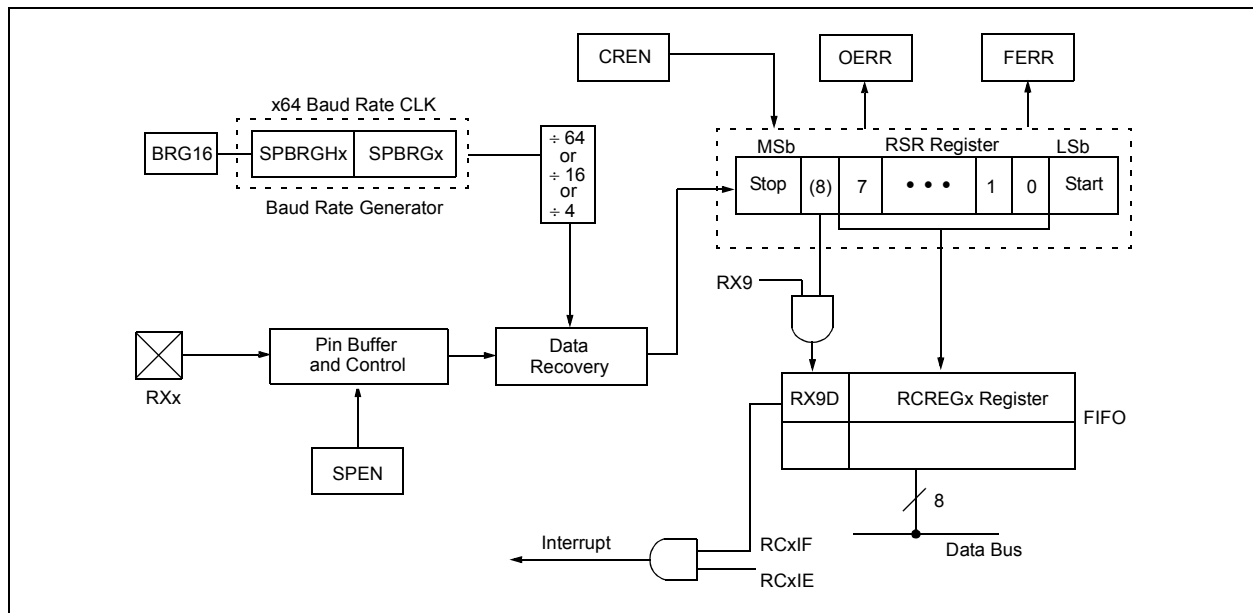 CREN
OERR
FERR
x64 Baud Rate CLK
BRG16
SPBRGHx
SPBRGx
Baud Rate Generator
÷ 64
or
÷ 16
or
÷ 4
MSb
RSR Register
LSb
Stop
(8)
7
• • •
1
0
Start
RX9
RXx
Pin Buffer
and Control
Data
Recovery
SPEN
RX9D
RCREGx Register
FIFO
8
Data Bus
Interrupt
RCxIF
RCxIE